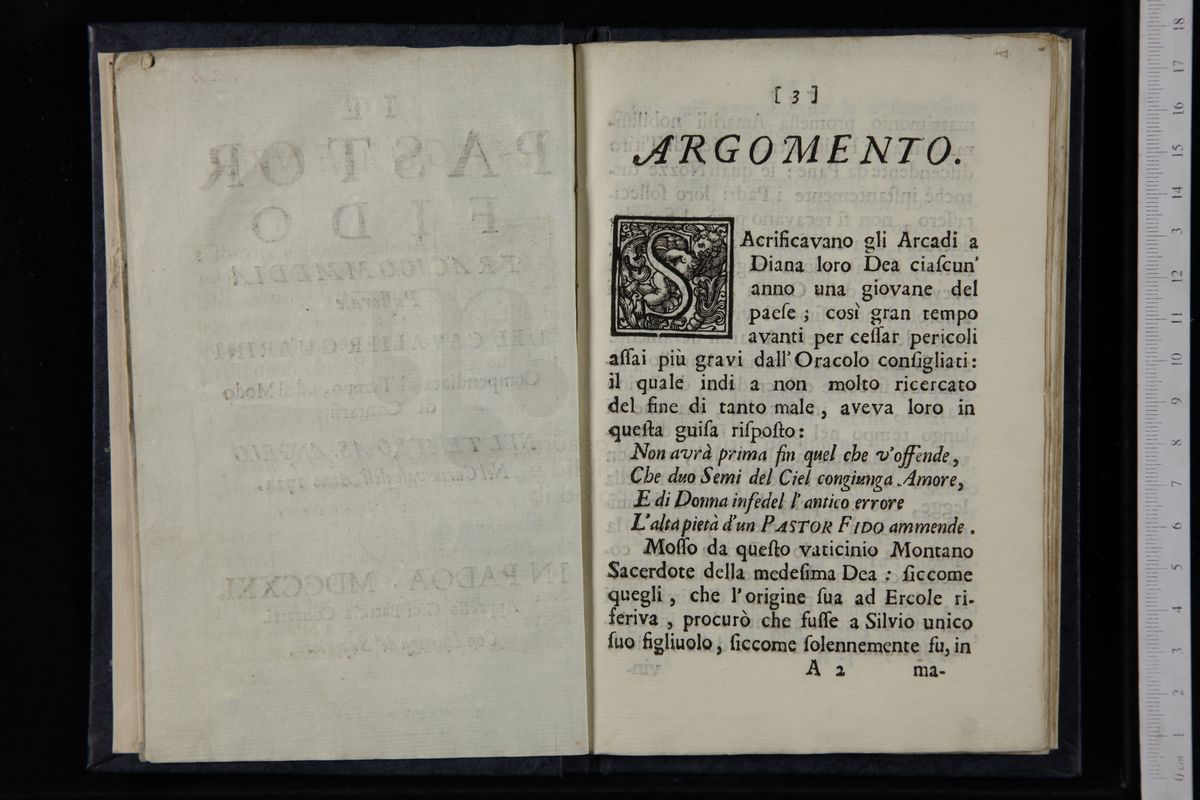 [ 3 ]
ARGOMENTO.
SAcrificavano gli Arcadi a
Diana loro Dea ciaſcun'
anno una giovane del
paeſe ; così gran tempo
avanti per ceſſar pericoli
aſſai più gravi dall'Oracolo conſigliati:
il quale indi a non molto ricercato
del fine di tanto male , aveva loro in
queſta guiſa riſpoſto:
Non avrà prima fin quel che v'offende,
Che duo Semi del Ciel congiunga Amore,
E di Donna infedel l' antico errore
L'alta pietà d'un PASTOR FIDO ammende .
Moſſo da queſto vaticinio Montano
Sacerdote della medeſima Dea : ſiccome
quegli , che l'origine ſua ad Ercole ri-
feriva , procurò che fuſſe a Silvio unico
ſuo figliuolo, ſiccome ſolennemente fu, in
A 2 ma-